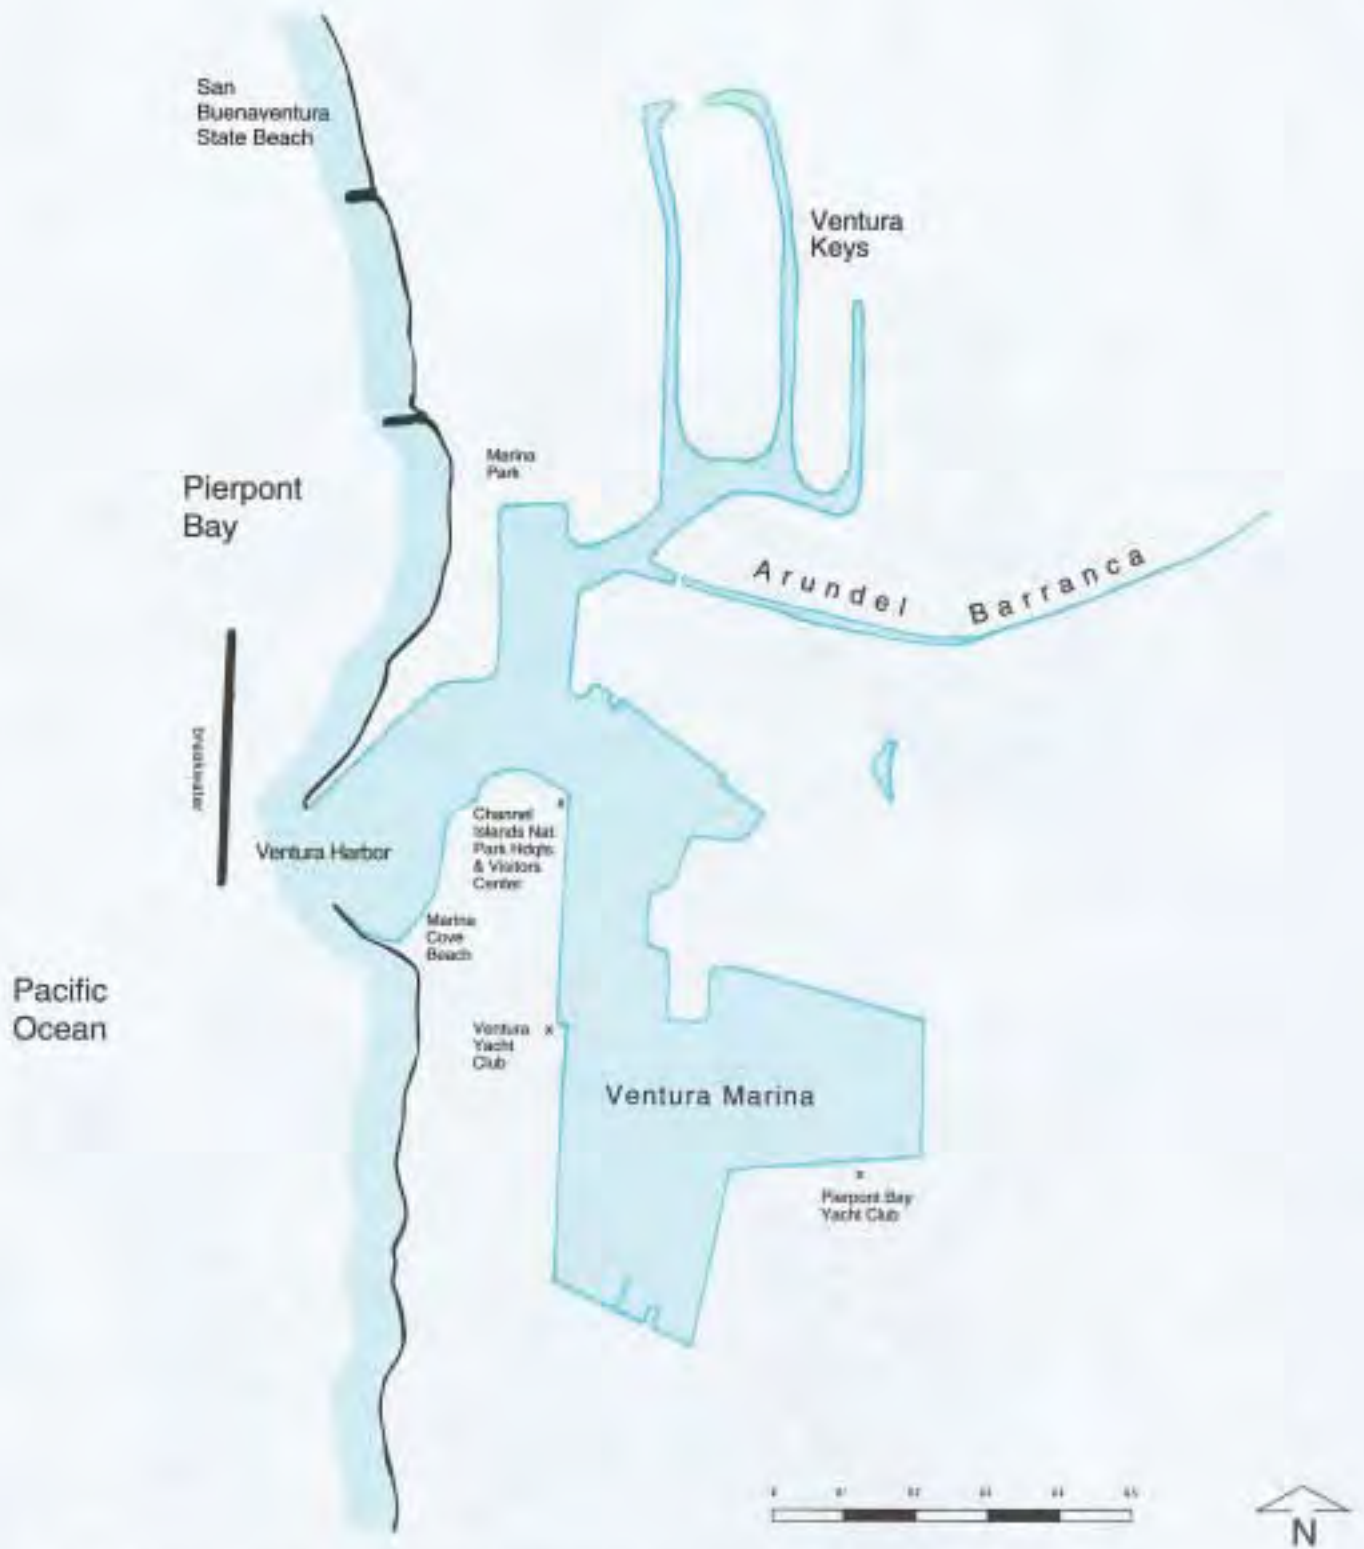 San
Buenaventura
State Beach
Ventura
Keys
Marina
Park
Pierpont
Bay
Arundel Barranca
breakwater
Channel
Islands Nat
Park Hdqts
& Visitors
Center
Ventura Harbor
Marina
Cove
Beach
Pacific
Ocean
Ventura x
Yacht
Club
Ventura Marina
Pierpont Bay
Yacht Club
N